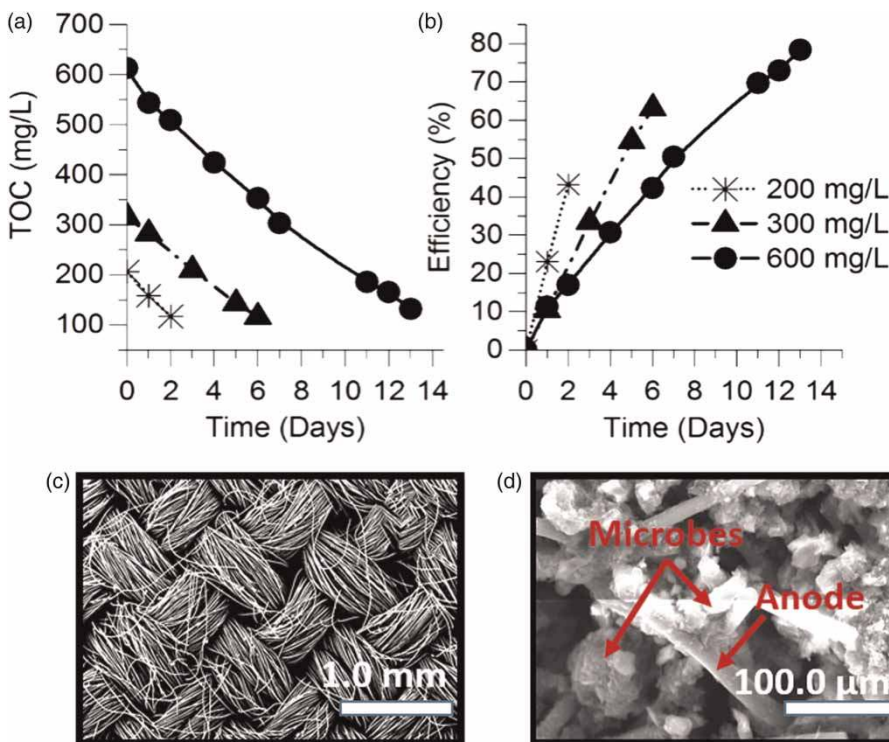 (a)
700
600
500
400
300
200
100
TOC (mg/L)
0 2 4 6 8 10 12 14
Time (Days)
(b)
80
70
60
50
40
30
20
10
0
Efficiency (%)
200 mg/L
300 mg/L
600 mg/L
0 2 4 6 8 10 12 14
Time (Days)
(c)
1.0 mm
(d)
Microbes
Anode
100.0 µm